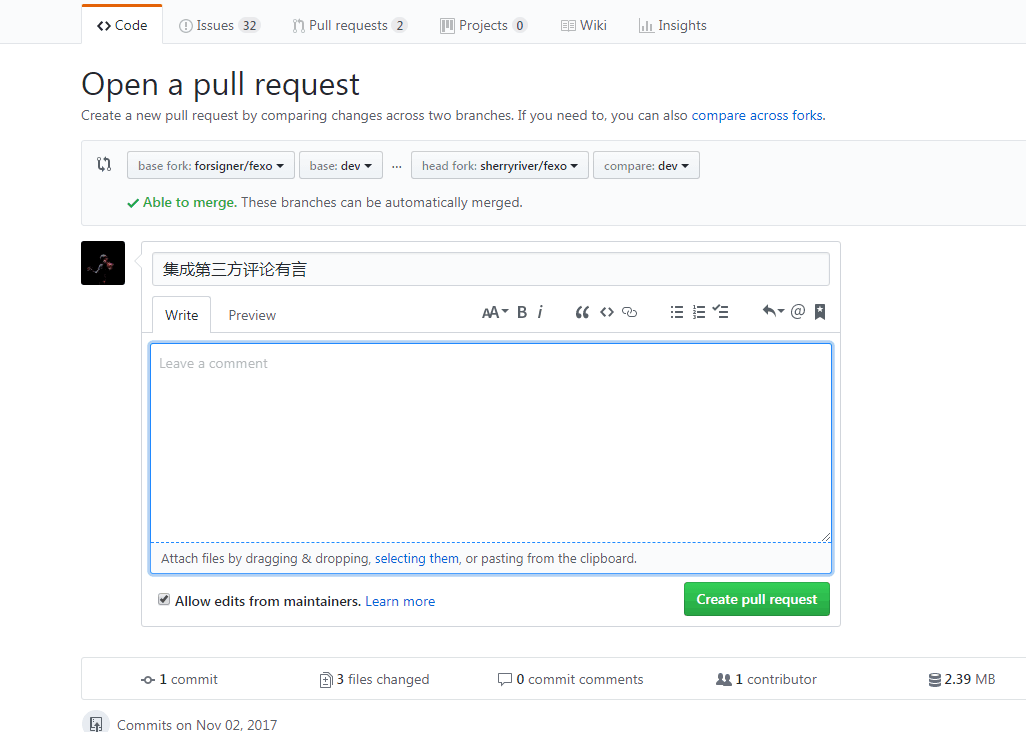 Code Issues 32 Pull requests 2 Projects 0 Wiki Insights
Open a pull request
Create a new pull request by comparing changes across two branches. If you need to, you can also compare across forks.
base fork: forsigner/fexo base: dev ... head fork: sherryriver/fexo compare: dev
Able to merge. These branches can be automatically merged.
集成第三方评论有言
Write Preview AA B i “ <> @
Leave a comment
Attach files by dragging & dropping, selecting them, or pasting from the clipboard.
Allow edits from maintainers. Learn more Create pull request
1 commit 3 files changed 0 commit comments 1 contributor 2.39 MB
Commits on Nov 02, 2017